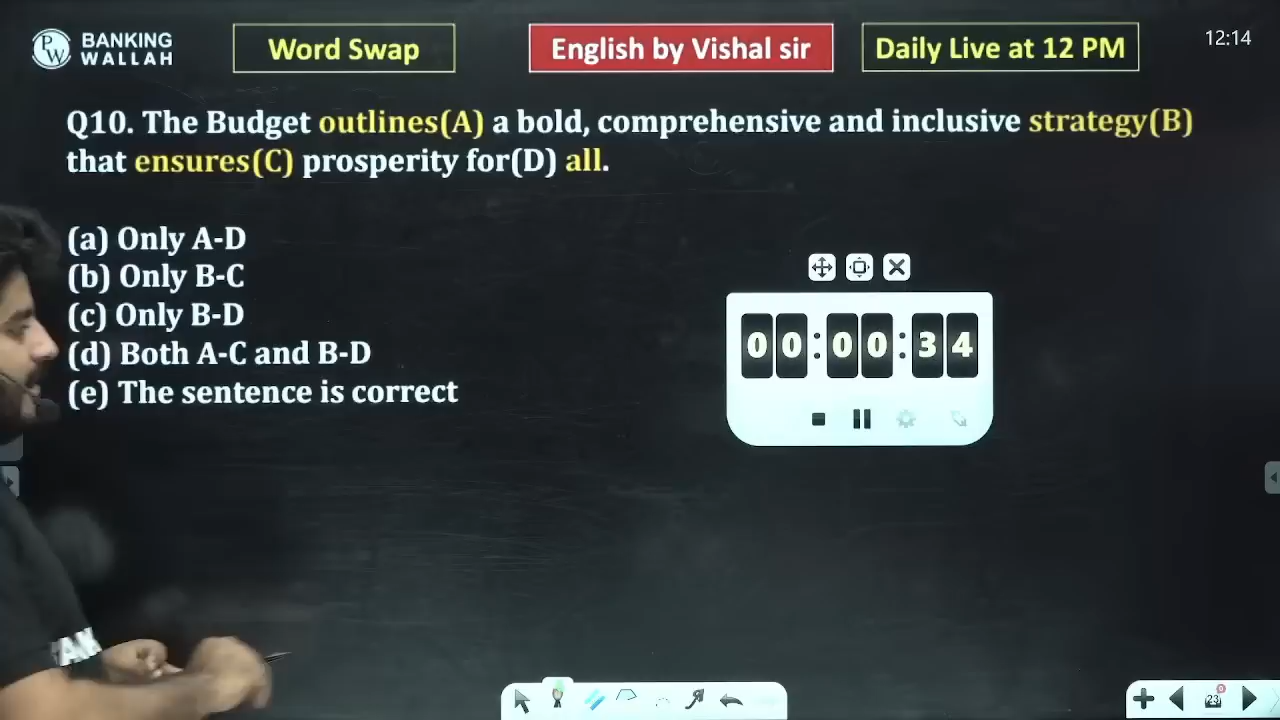 BANKING
WALLAH
Word Swap
English by Vishal sir
Daily Live at 12 PM
12:14
Q10. The Budget outlines(A) a bold, comprehensive and inclusive strategy(B)
that ensures(C) prosperity for(D) all.
(a) Only A-D
(b) Only B-C
(c) Only B-D
(d) Both A-C and B-D
(e) The sentence is correct
00:00:34
23